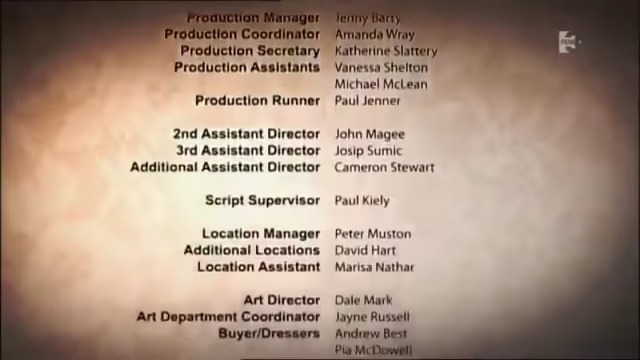 Production Manager Jenny Barty
Production Coordinator Amanda Wray
Production Secretary Katherine Slattery
Production Assistants Vanessa Shelton
Michael McLean
Production Runner Paul Jenner
2nd Assistant Director John Magee
3rd Assistant Director Josip Sumic
Additional Assistant Director Cameron Stewart
Script Supervisor Paul Kiely
Location Manager Peter Muston
Additional Locations David Hart
Location Assistant Marisa Nathar
Art Director Dale Mark
Art Department Coordinator Jayne Russell
Buyer/Dressers Andrew Best
Pia McDowell